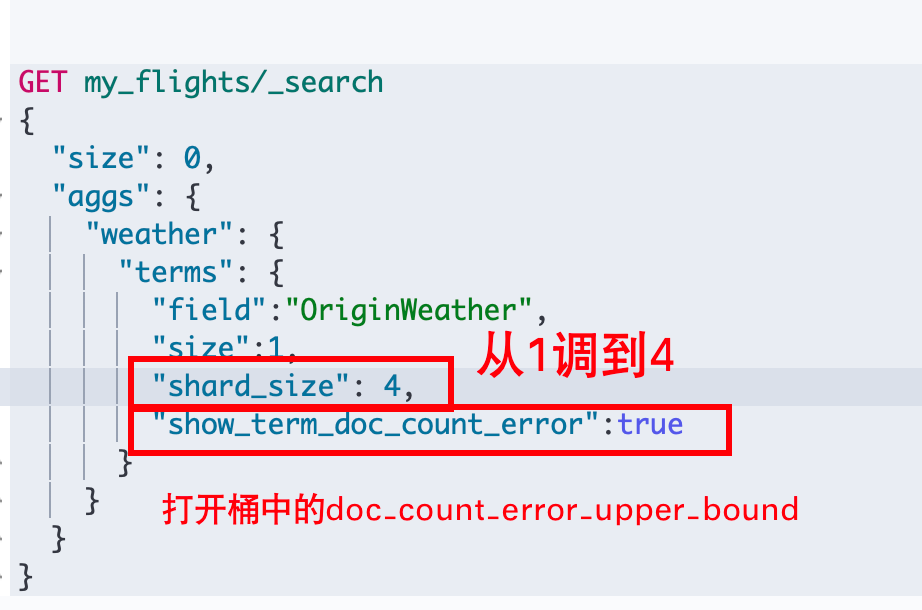 GET my_flights/_search
{
"size": 0,
"aggs": {
"weather": {
"terms": {
"field":"OriginWeather",
"size":1,
从1调到4
"shard_size": 4,
"show_term_doc_count_error":true
}
打开桶中的doc_count_error_upper_bound
}
}
}